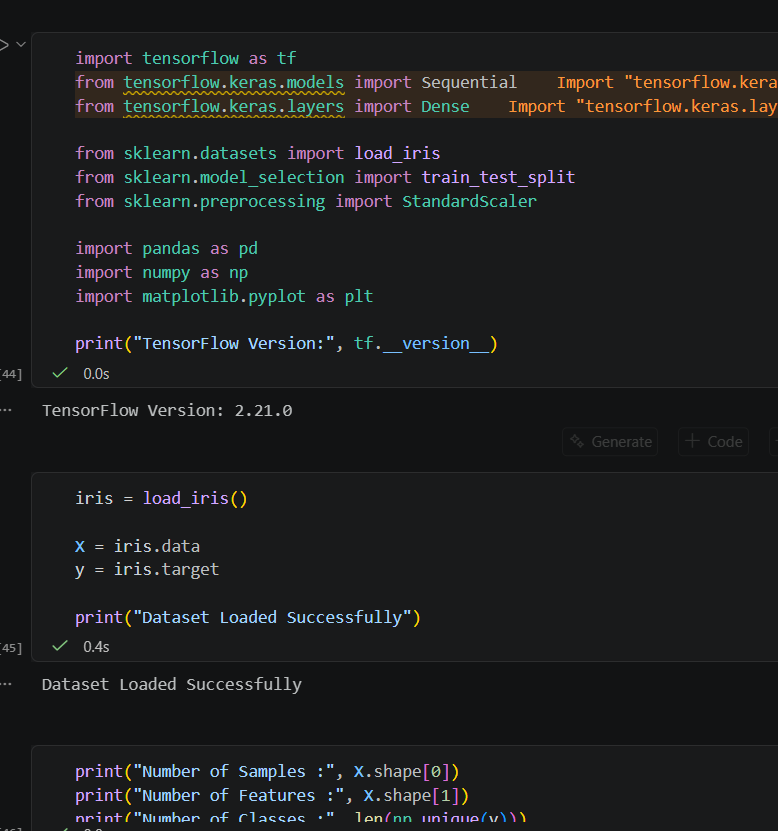 import tensorflow as tf
from tensorflow.keras.models import Sequential Import "tensorflow.kera
from tensorflow.keras.layers import Dense Import "tensorflow.keras.lay
from sklearn.datasets import load_iris
from sklearn.model_selection import train_test_split
from sklearn.preprocessing import StandardScaler
import pandas as pd
import numpy as np
import matplotlib.pyplot as plt
print("TensorFlow Version:", tf.__version__)
[44] 0.0s
TensorFlow Version: 2.21.0
Generate + Code
iris = load_iris()
X = iris.data
y = iris.target
print("Dataset Loaded Successfully")
[45] 0.4s
Dataset Loaded Successfully
print("Number of Samples :", X.shape[0])
print("Number of Features :", X.shape[1])
print("Number of Classes :", len(np.unique(y)))